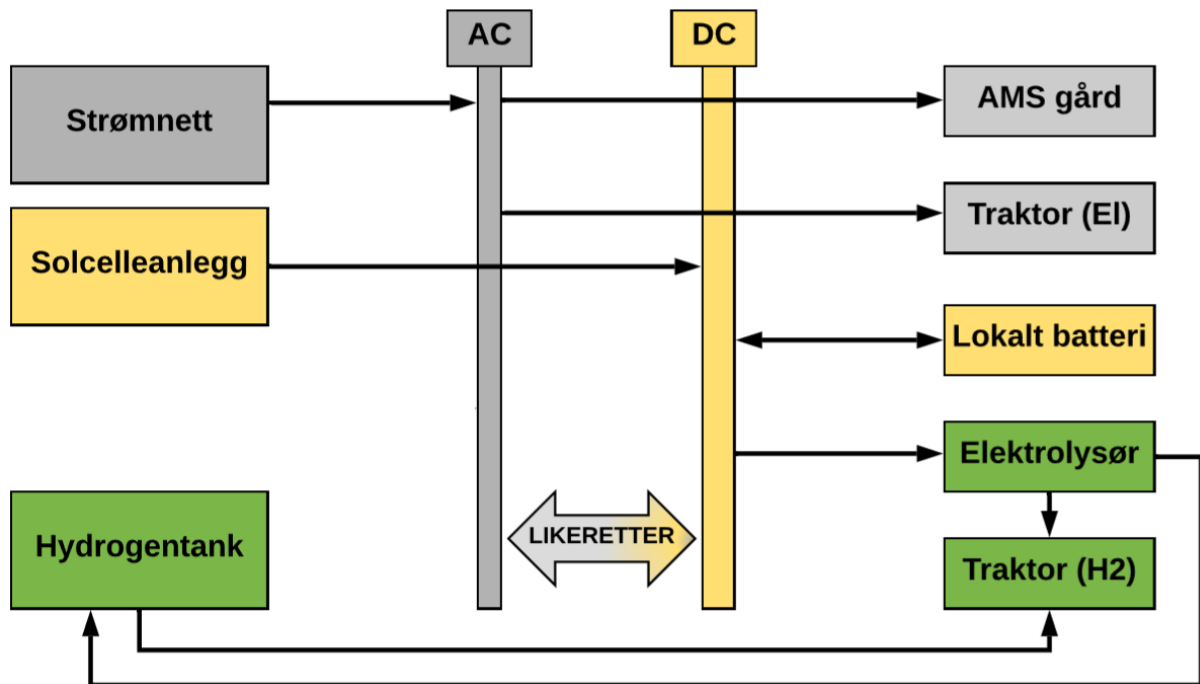 AC
DC
Strømnett
AMS gård
Traktor (El)
Solcelleanlegg
Lokalt batteri
Elektrolysør
LIKERETTER
Hydrogentank
Traktor (H2)